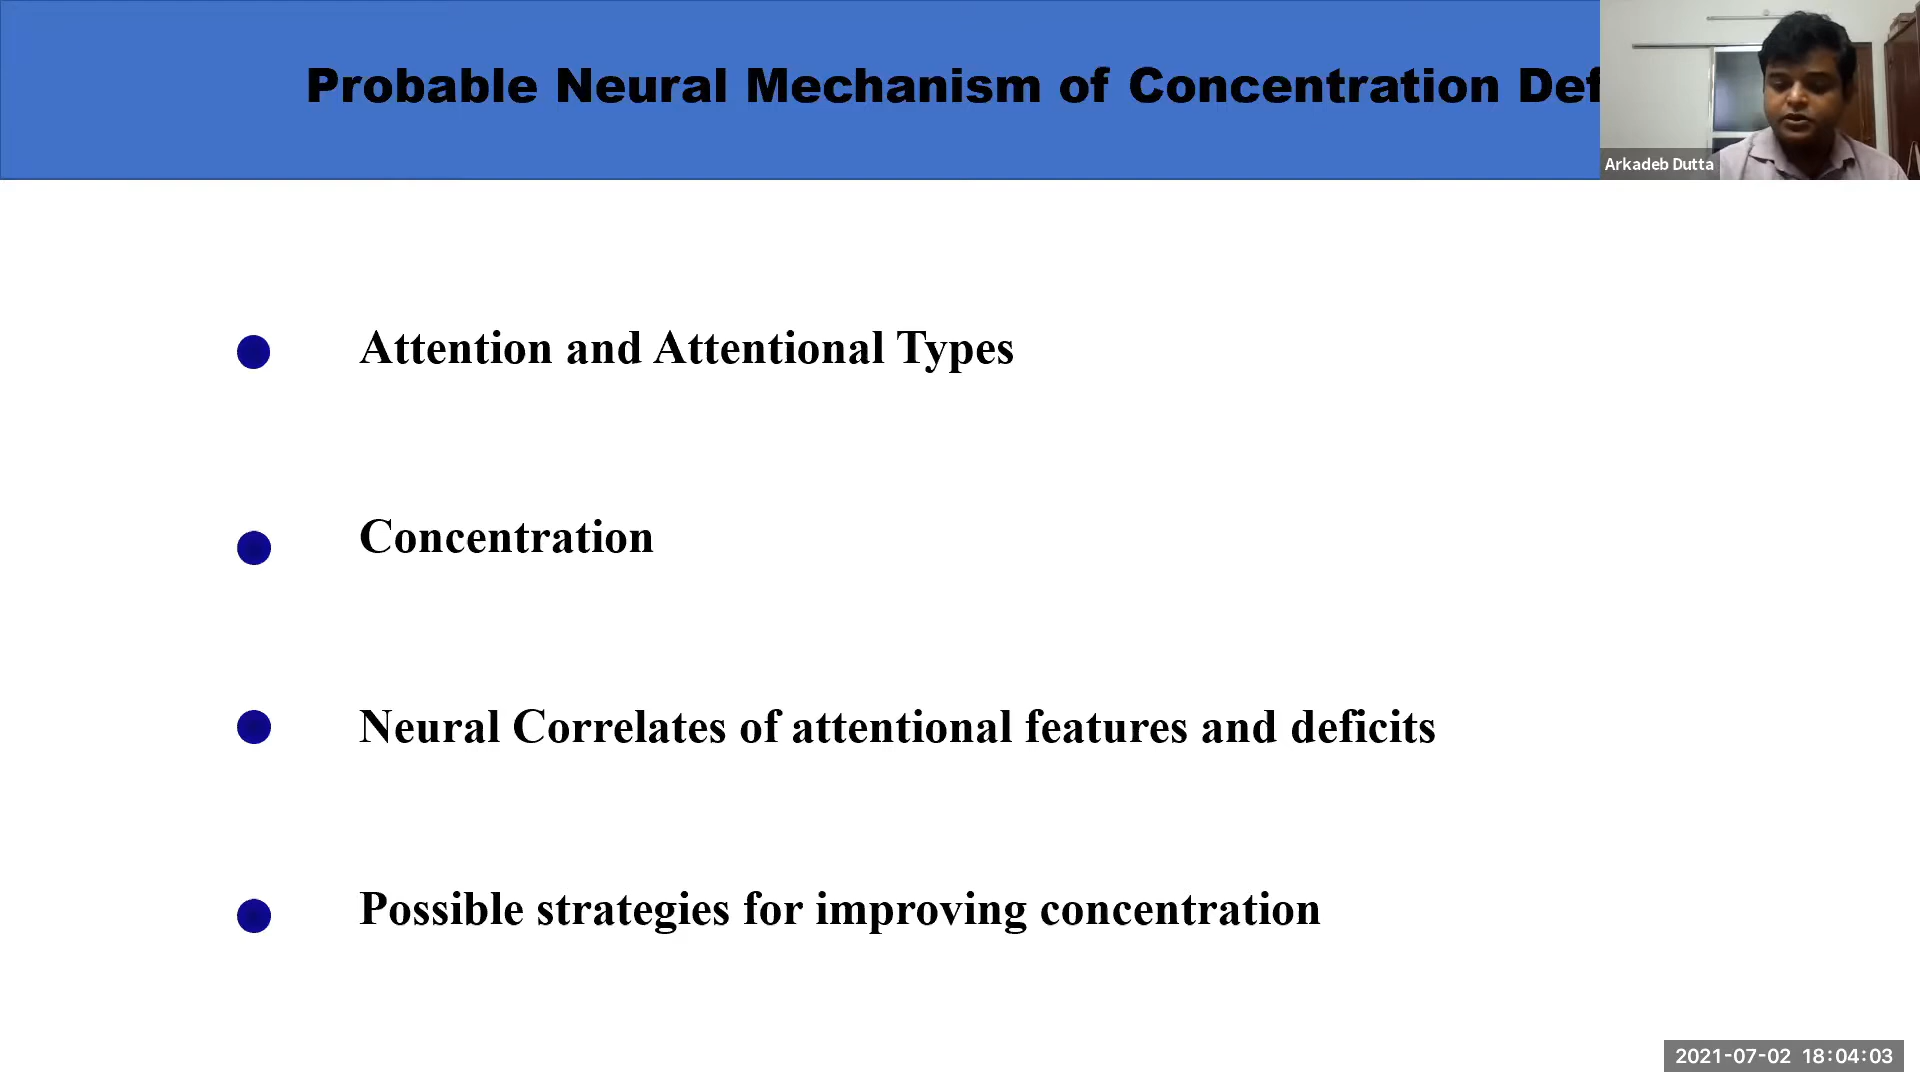 Probable Neural Mechanism of Concentration Def
Arkadeb Dutta
Attention and Attentional Types
Concentration
Neural Correlates of attentional features and deficits
Possible strategies for improving concentration
2021-07-02 18:04:03